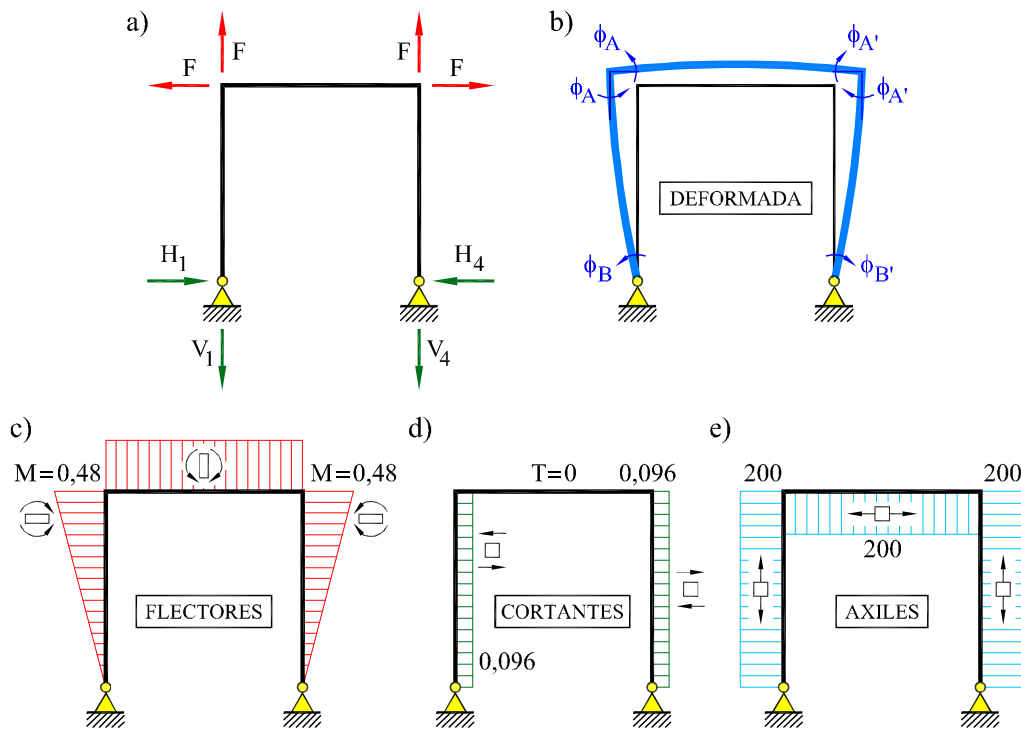 a)
F
F
F
F
H1
H4
V1
V4
b)
ϕA
ϕA'
ϕA
ϕA'
DEFORMADA
ϕB
ϕB'
c)
M=0,48
M=0,48
FLECTORES
d)
T=0
0,096
CORTANTES
0,096
e)
200
200
200
AXILES